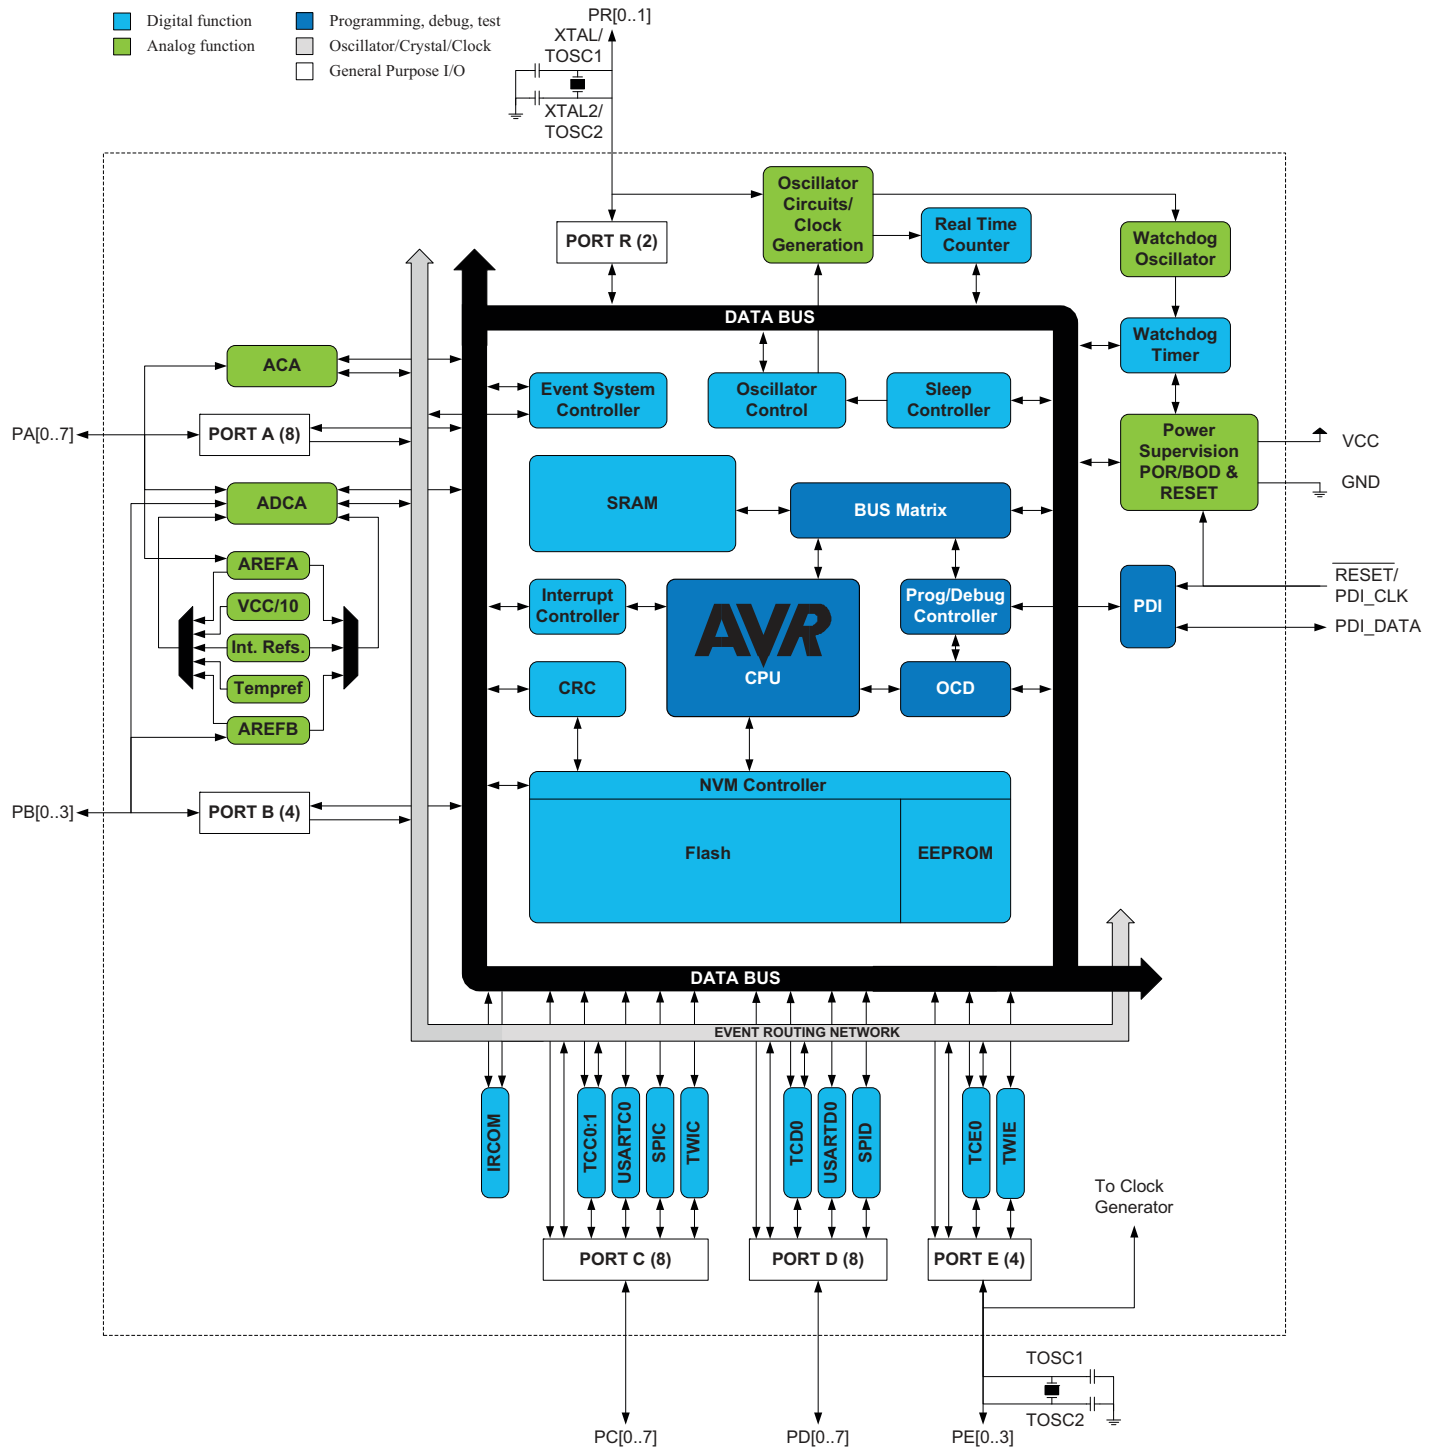 Digital function
Analog function
Programming, debug, test
Oscillator/Crystal/Clock
General Purpose I/O
PR[0..1]
XTAL/
TOSC1
XTAL2/
TOSC2
Oscillator
Circuits/
Clock
Generation
PORT R (2)
Real Time
Counter
Watchdog
Oscillator
DATA BUS
Watchdog
Timer
ACA
Event System
Controller
Oscillator
Control
Sleep
Controller
PA[0..7]
PORT A (8)
Power
Supervision
POR/BOD &
RESET
VCC
GND
ADCA
SRAM
BUS Matrix
AREFA
VCC/10
Int. Refs.
Tempref
AREFB
Interrupt
Controller
AVR
CPU
Prog/Debug
Controller
PDI
RESET/
PDI_CLK
PDI_DATA
CRC
OCD
NVM Controller
Flash
EEPROM
PB[0..3]
PORT B (4)
DATA BUS
EVENT ROUTING NETWORK
IRCOM
TCC0:1
USARTC0
SPIC
TWIC
TCD0
USARTD0
SPID
TCE0
TWIE
To Clock
Generator
PORT C (8)
PORT D (8)
PORT E (4)
TOSC1
TOSC2
PC[0..7]
PD[0..7]
PE[0..3]